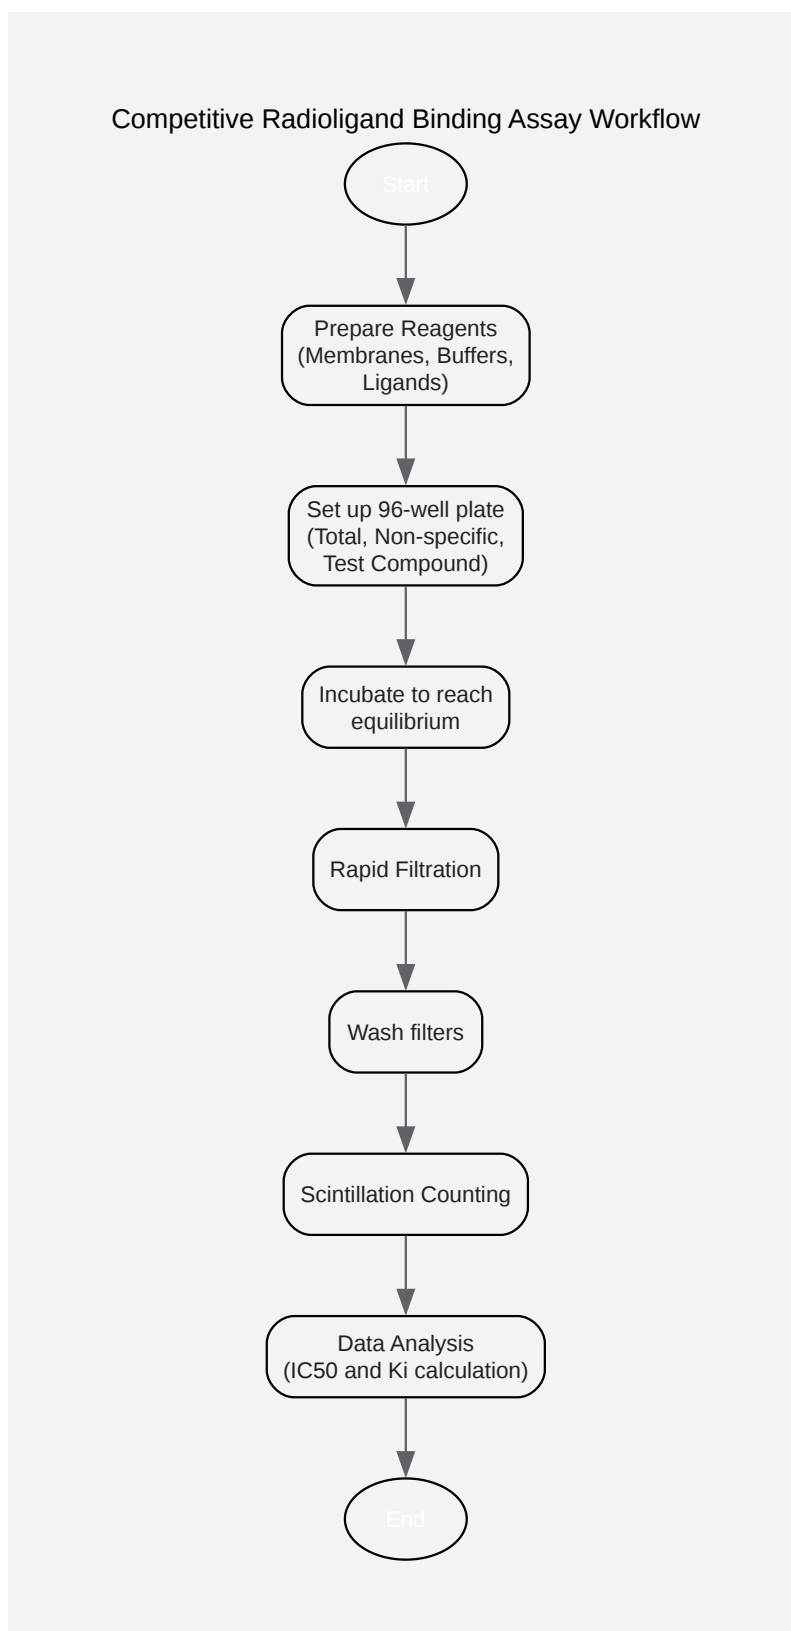 Competitive Radioligand Binding Assay Workflow
Start
Prepare Reagents
(Membranes, Buffers,
Ligands)
Set up 96-well plate
(Total, Non-specific,
Test Compound)
Incubate to reach
equilibrium
Rapid Filtration
Wash filters
Scintillation Counting
Data Analysis
(IC50 and Ki calculation)
End